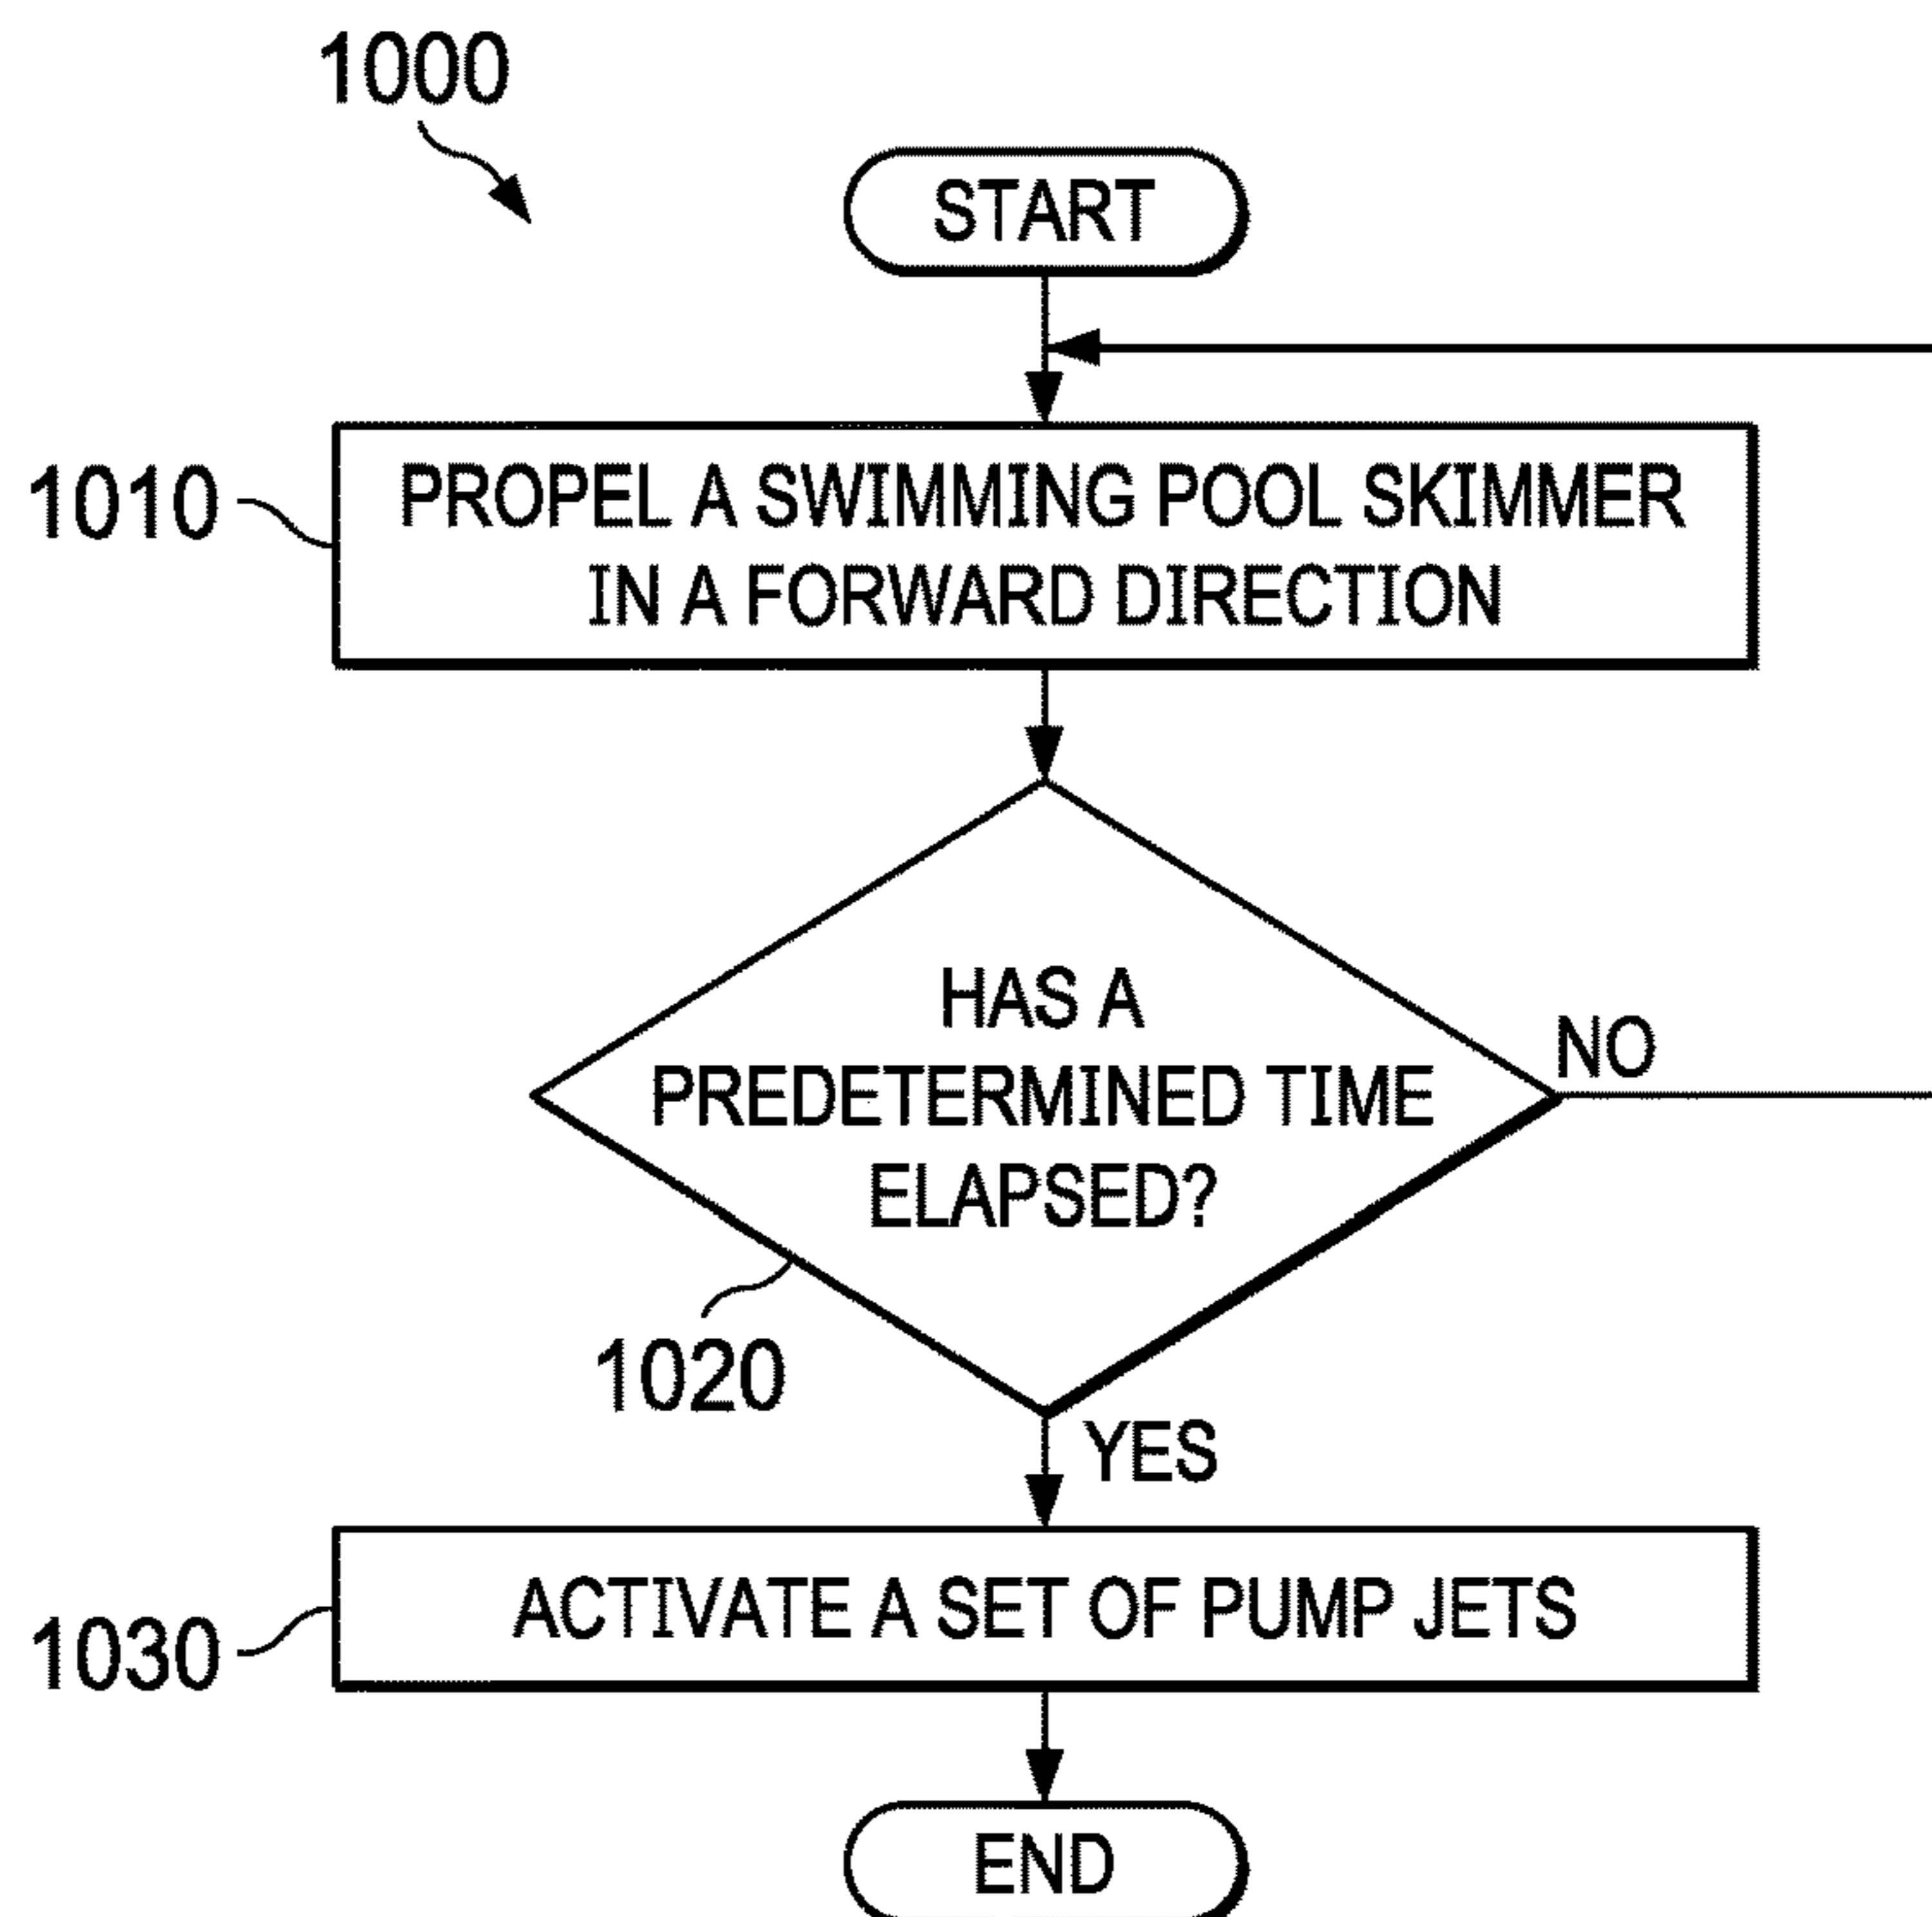 1000
START
1010
PROPEL A SWIMMING POOL SKIMMER
IN A FORWARD DIRECTION
HAS A
PREDETERMINED TIME
ELAPSED?
NO
1020
YES
1030
ACTIVATE A SET OF PUMP JETS
END